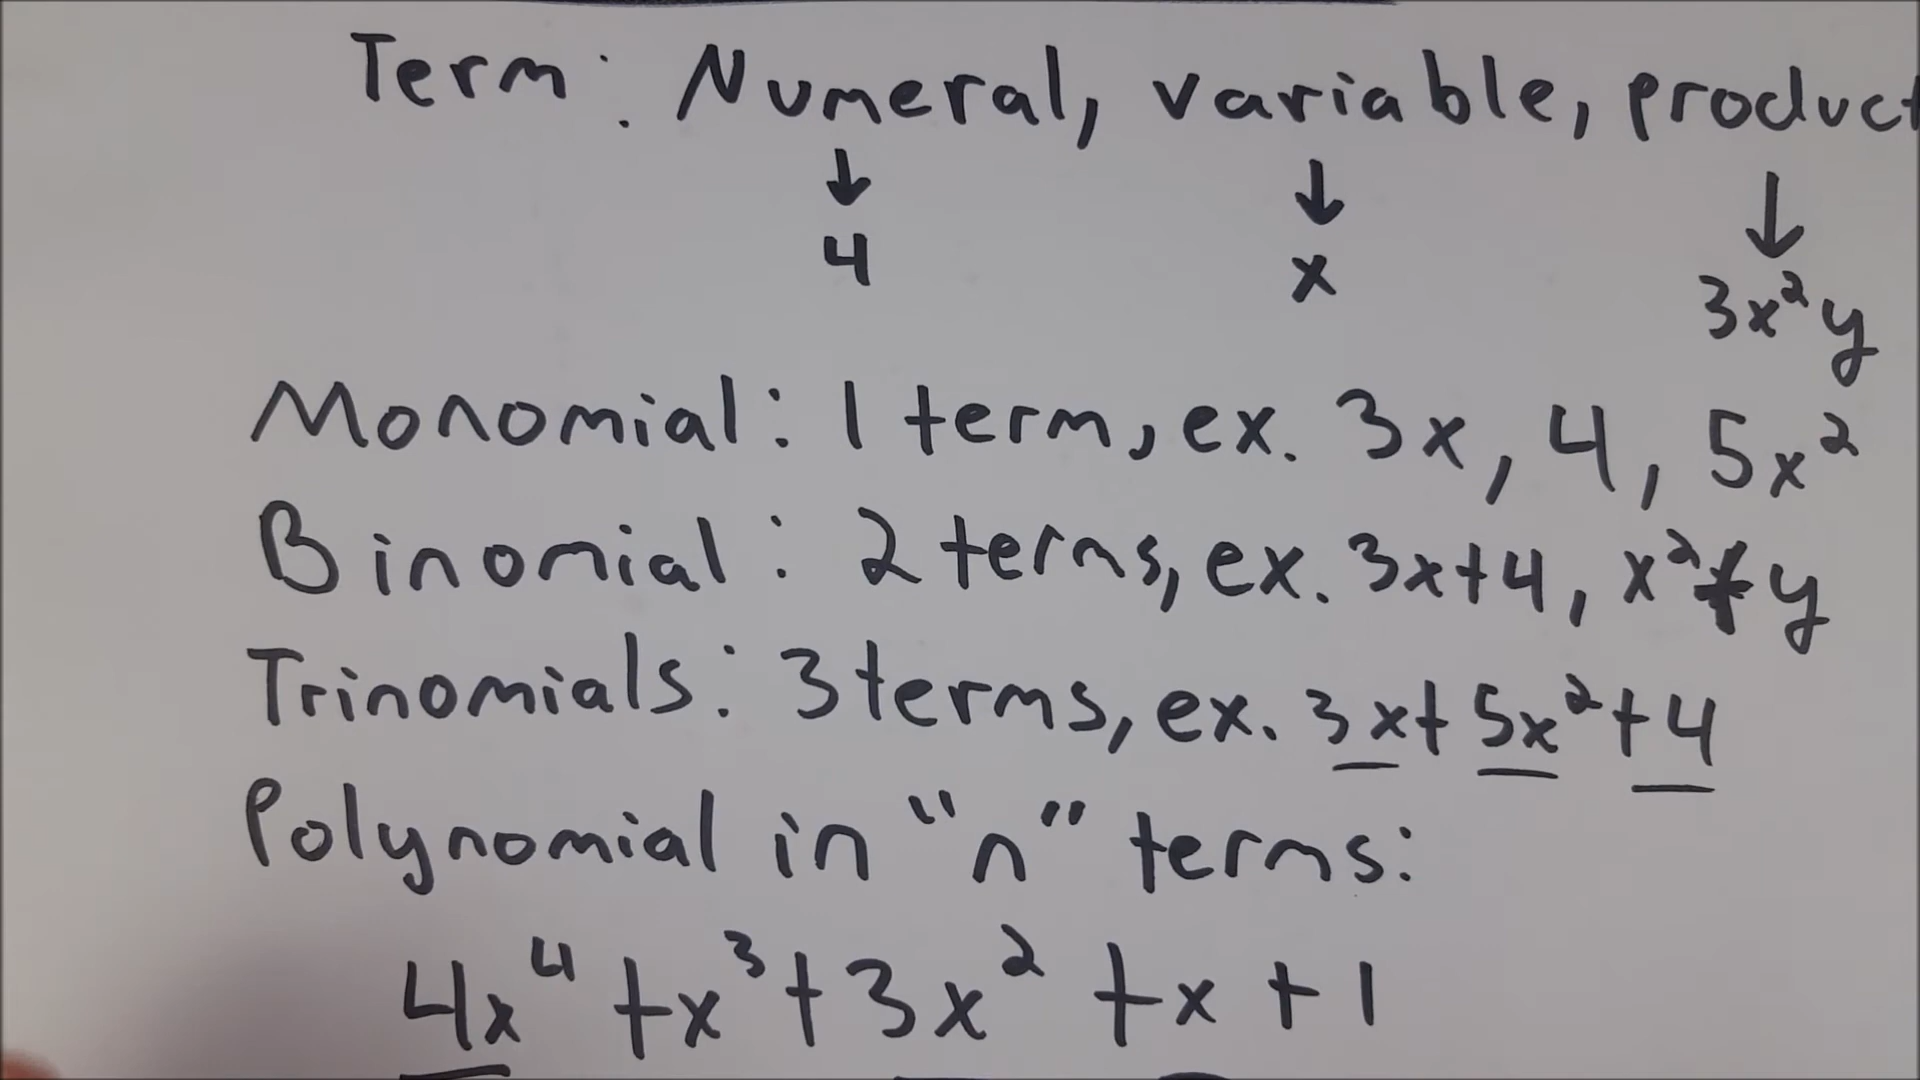 Term: Numeral, variable, product
↓ ↓ ↓
4 x 3x²y
Monomial: 1 term, ex. 3x, 4, 5x²
Binomial: 2 terms, ex. 3x+4, x²+y
Trinomials: 3 terms, ex. 3x+5x²+4
Polynomial in "n" terms:
4x⁴+x³+3x²+x+1